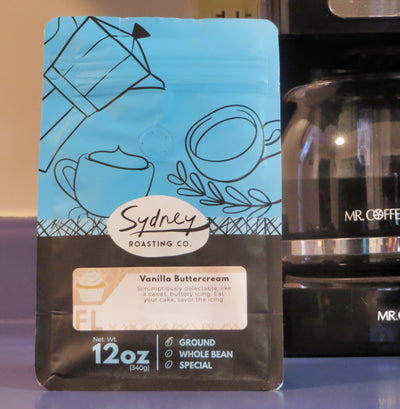 Sydney
ROASTING CO.
Vanilla Buttercream
Scrumptiously delectable, like
a sweet, buttery icing. Eat
your cake, savor the icing
FL
Net. Wt.
12oz
(340g)
GROUND
WHOLE BEAN
SPECIAL
MR. COFFE
MR.